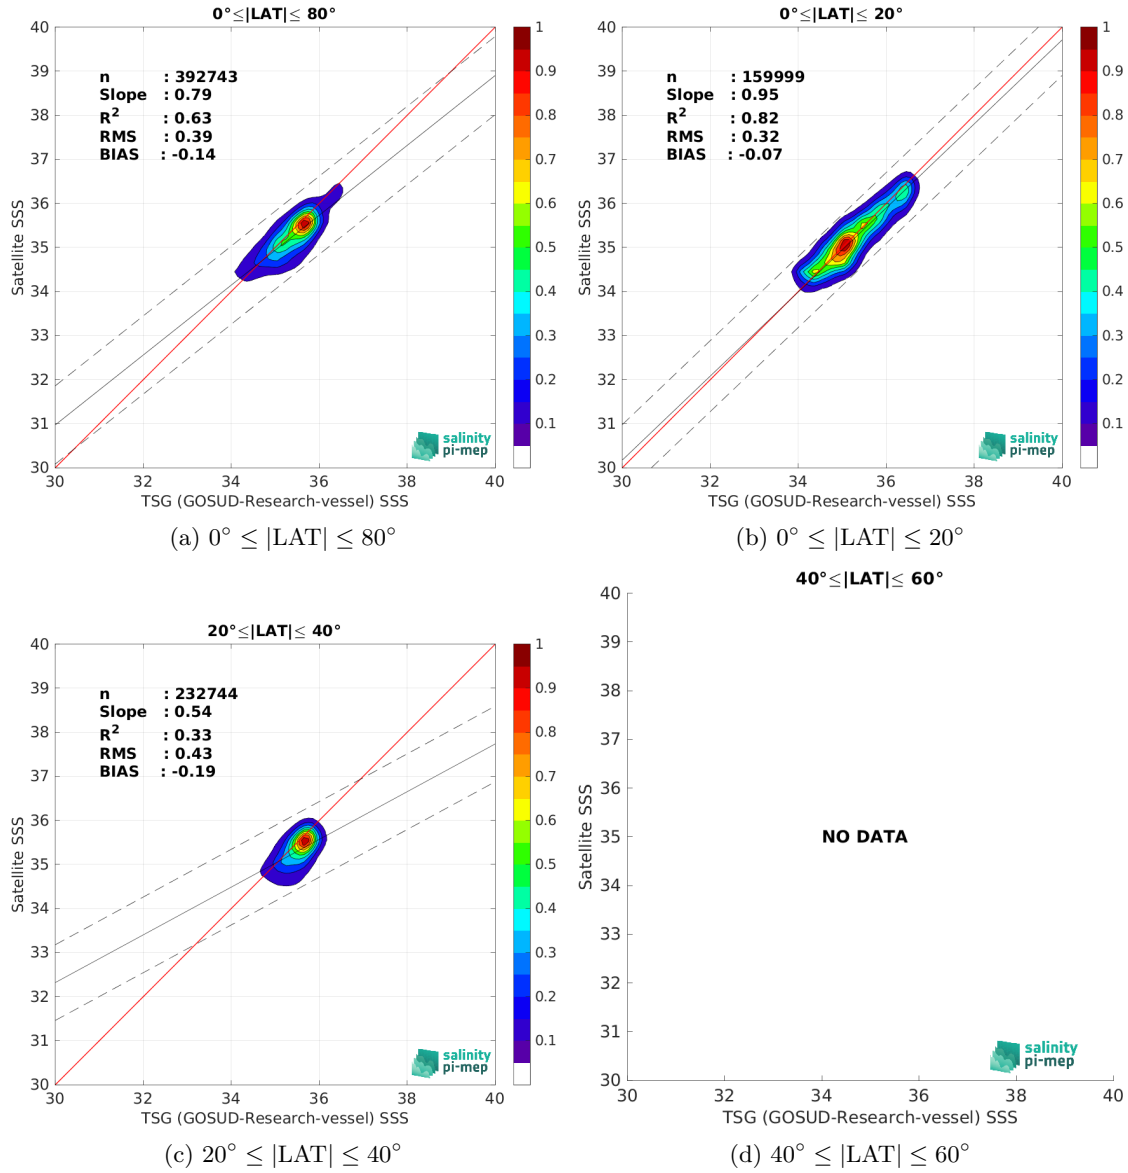 0°≤|LAT|≤ 80°
40
39
38
37
36
35
34
33
32
31
30
30
32
34
36
38
40
Satellite SSS
TSG (GOSUD-Research-vessel) SSS
n : 392743
Slope : 0.79
R² : 0.63
RMS : 0.39
BIAS : -0.14
salinity
pi-mep
1
0.9
0.8
0.7
0.6
0.5
0.4
0.3
0.2
0.1
(a) 0° ≤ |LAT| ≤ 80°
0°≤|LAT|≤ 20°
40
39
38
37
36
35
34
33
32
31
30
30
32
34
36
38
40
Satellite SSS
TSG (GOSUD-Research-vessel) SSS
n : 159999
Slope : 0.95
R² : 0.82
RMS : 0.32
BIAS : -0.07
salinity
pi-mep
1
0.9
0.8
0.7
0.6
0.5
0.4
0.3
0.2
0.1
(b) 0° ≤ |LAT| ≤ 20°
20°≤|LAT|≤ 40°
40
39
38
37
36
35
34
33
32
31
30
30
32
34
36
38
40
Satellite SSS
TSG (GOSUD-Research-vessel) SSS
n : 232744
Slope : 0.54
R² : 0.33
RMS : 0.43
BIAS : -0.19
salinity
pi-mep
1
0.9
0.8
0.7
0.6
0.5
0.4
0.3
0.2
0.1
(c) 20° ≤ |LAT| ≤ 40°
40°≤|LAT|≤ 60°
40
39
38
37
36
35
34
33
32
31
30
30
32
34
36
38
40
Satellite SSS
TSG (GOSUD-Research-vessel) SSS
NO DATA
salinity
pi-mep
(d) 40° ≤ |LAT| ≤ 60°